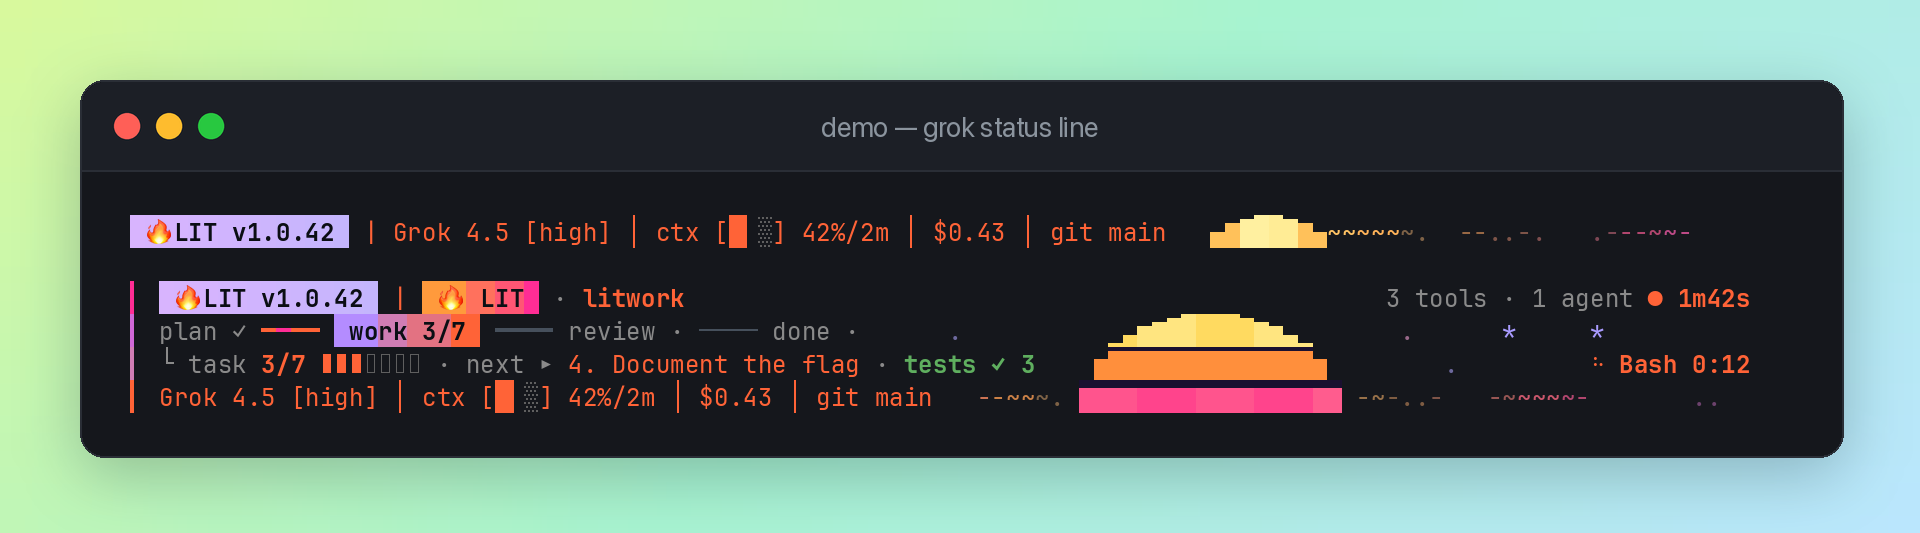 demo — grok status line
🔥LIT v1.0.42 | Grok 4.5 [high] │ ctx [█ ░] 42%/2m │ $0.43 │ git main ~~~~~~. --..-. .---~~-
🔥LIT v1.0.42 | 🔥 LIT · litwork 3 tools · 1 agent ● 1m42s
plan ✓ ━━━━ work 3/7 ━━━━ review · ──── done · . . * *
└ task 3/7 ▮▮▮▯▯▯▯ · next ▸ 4. Document the flag · tests ✓ 3 . Bash 0:12
Grok 4.5 [high] │ ctx [█ ░] 42%/2m │ $0.43 │ git main --~~~. -~-..- -~~~~~- ..